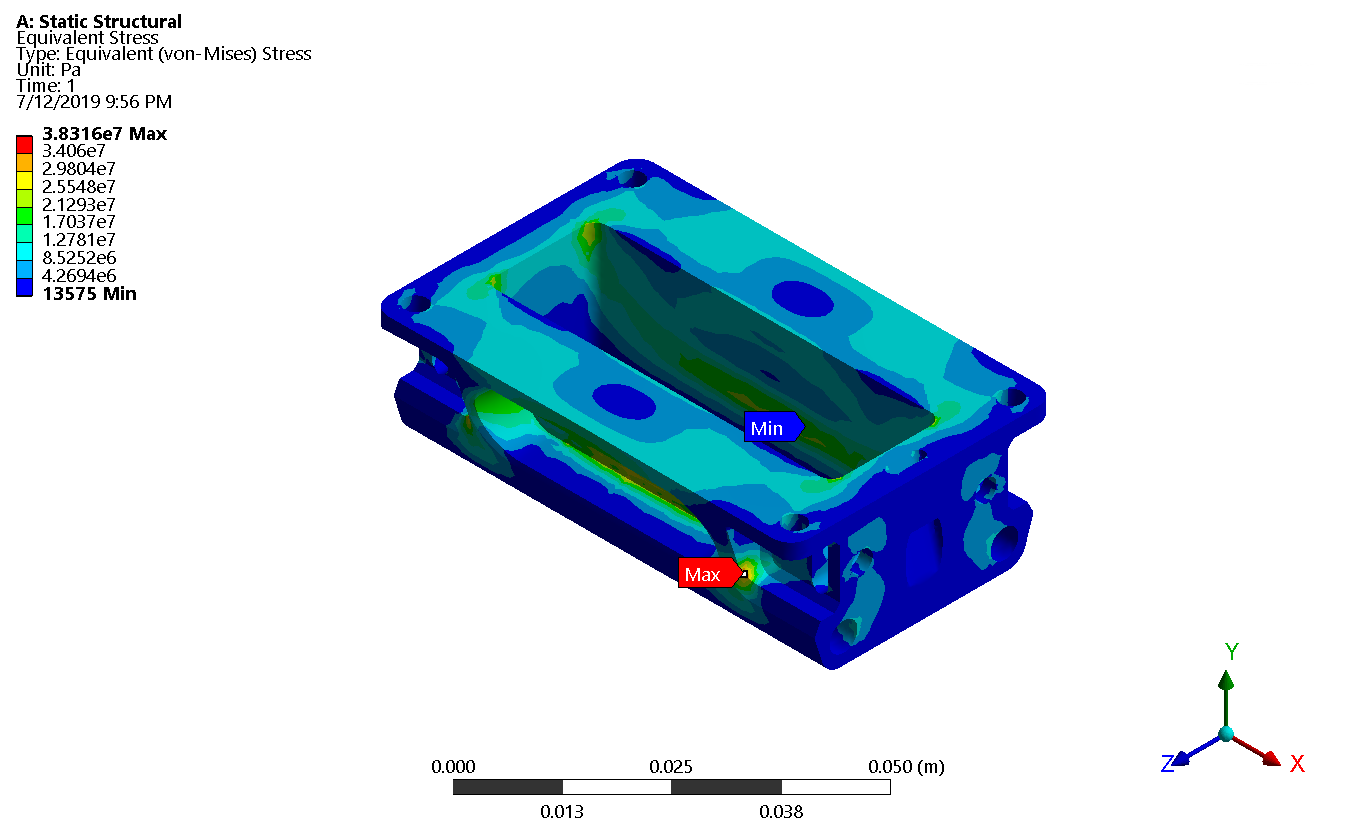 A: Static Structural
Equivalent Stress
Type: Equivalent (von-Mises) Stress
Unit: Pa
Time: 1
7/12/2019 9:56 PM
3.8316e7 Max
3.406e7
2.9804e7
2.5548e7
2.1293e7
1.7037e7
1.2781e7
8.5252e6
4.2694e6
13575 Min
Min
Max
Y
Z
X
0.000 0.025 0.050 (m)
0.013 0.038